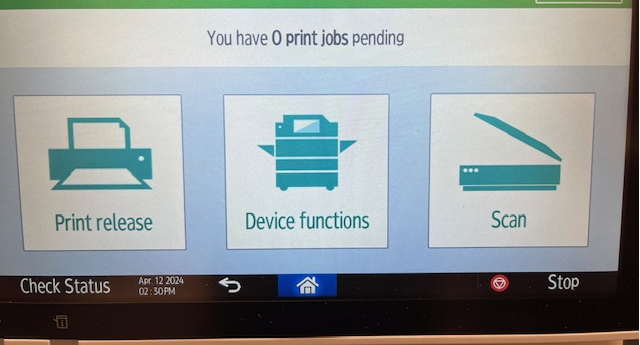 You have 0 print jobs pending
Print release
Device functions
Scan
Check Status
Apr. 12 2024
02:30PM
Stop